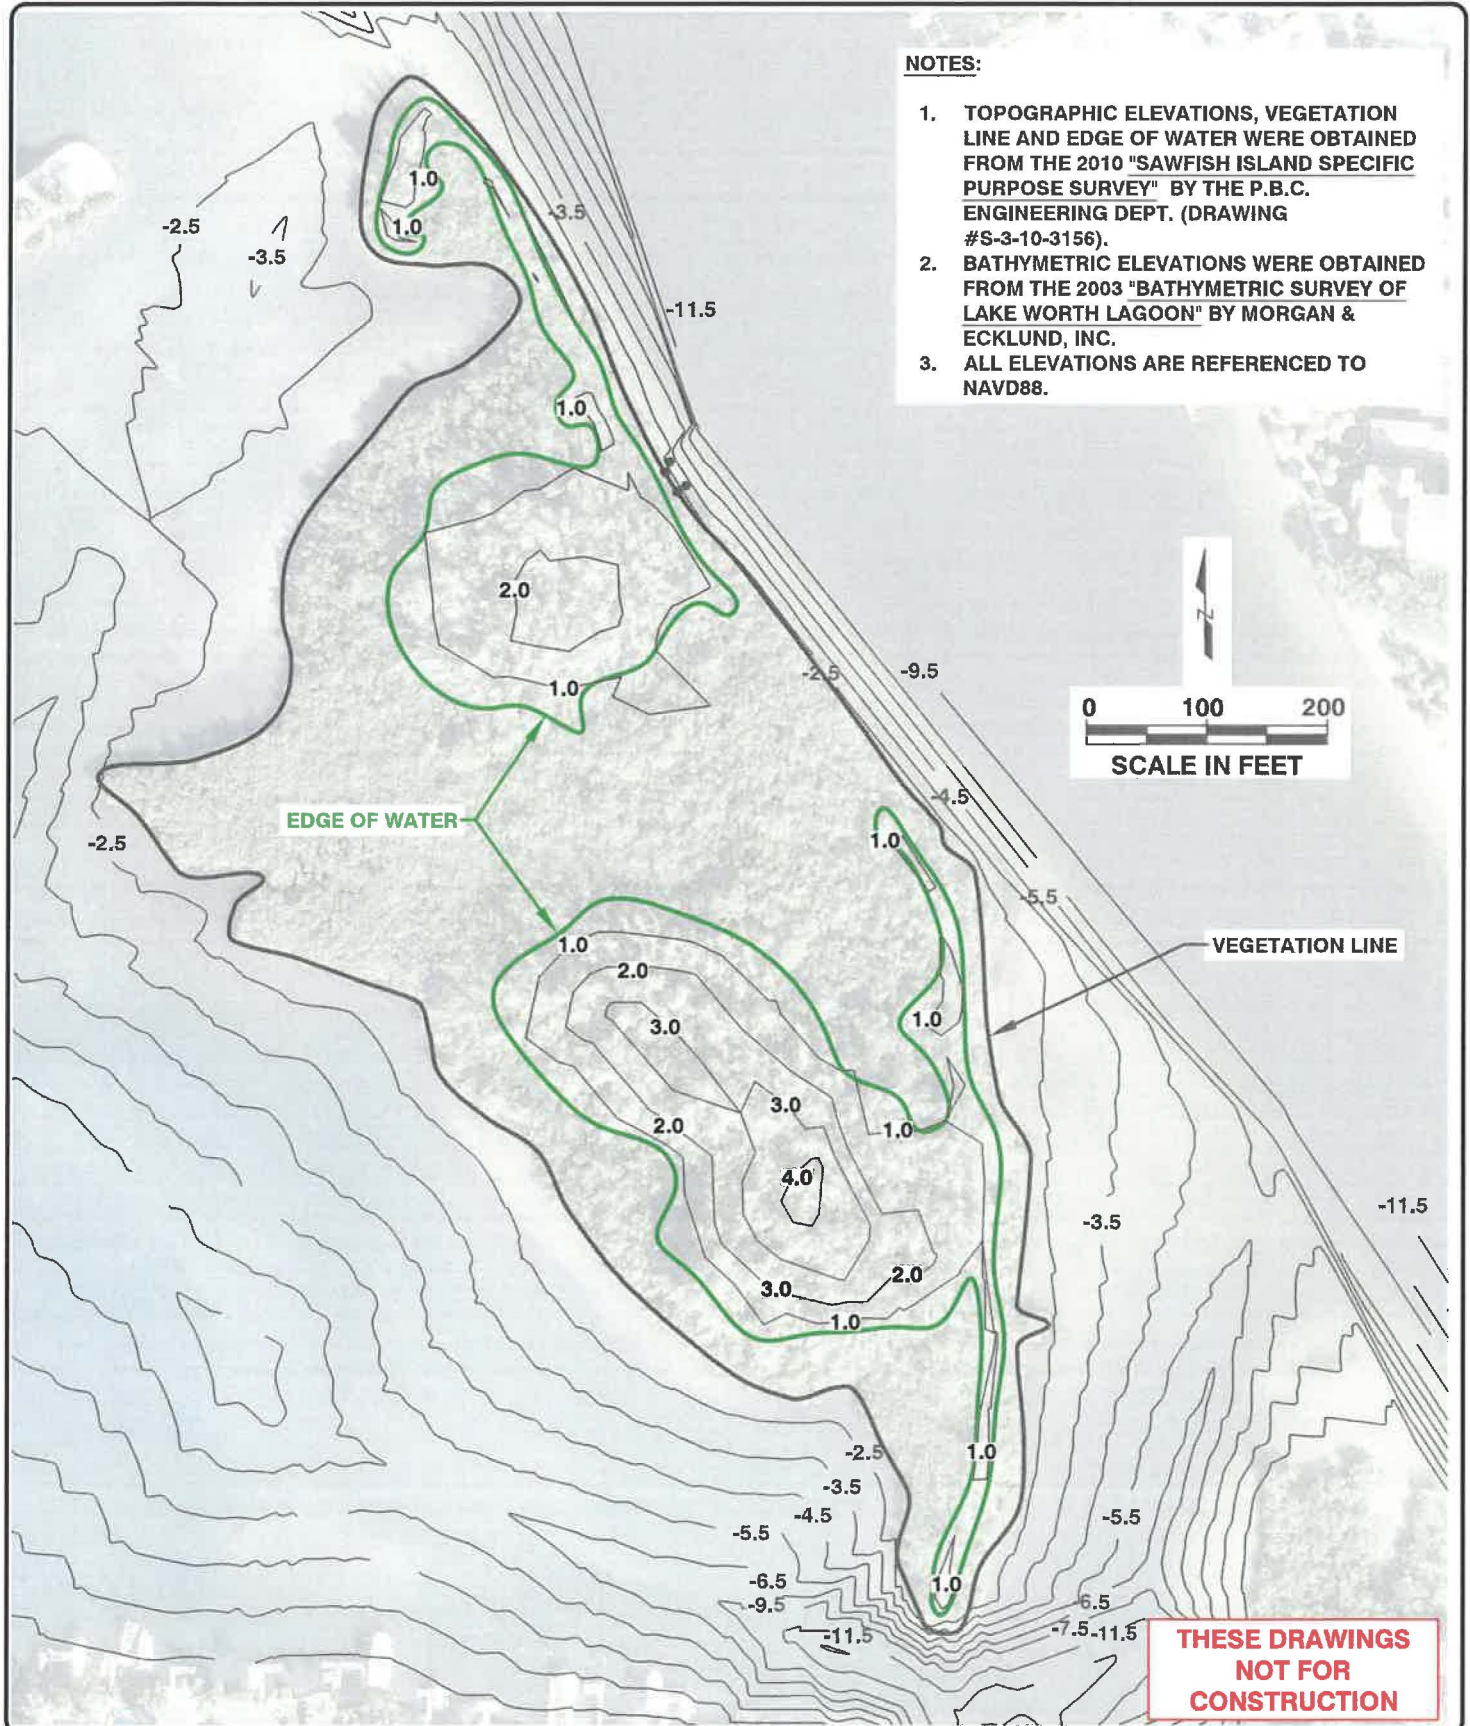 NOTES:
1. TOPOGRAPHIC ELEVATIONS, VEGETATION
LINE AND EDGE OF WATER WERE OBTAINED
FROM THE 2010 "SAWFISH ISLAND SPECIFIC
PURPOSE SURVEY" BY THE P.B.C.
ENGINEERING DEPT. (DRAWING
#S-3-10-3156).
2. BATHYMETRIC ELEVATIONS WERE OBTAINED
FROM THE 2003 "BATHYMETRIC SURVEY OF
LAKE WORTH LAGOON" BY MORGAN &
ECKLUND, INC.
3. ALL ELEVATIONS ARE REFERENCED TO
NAVD88.
1.0
-3.5
-2.5
1.0
-3.5
-11.5
1.0
2.0
N
-2.5
-9.5
1.0
0 100 200
SCALE IN FEET
-4.5
EDGE OF WATER
-2.5
1.0
-5.5
1.0
VEGETATION LINE
2.0
1.0
3.0
3.0
2.0
1.0
4.0
-11.5
-3.5
2.0
3.0
1.0
-2.5
1.0
-3.5
-4.5
-5.5
-5.5
-6.5
1.0
-9.5
-6.5
-11.5
-7.5
-11.5
THESE DRAWINGS
NOT FOR
CONSTRUCTION